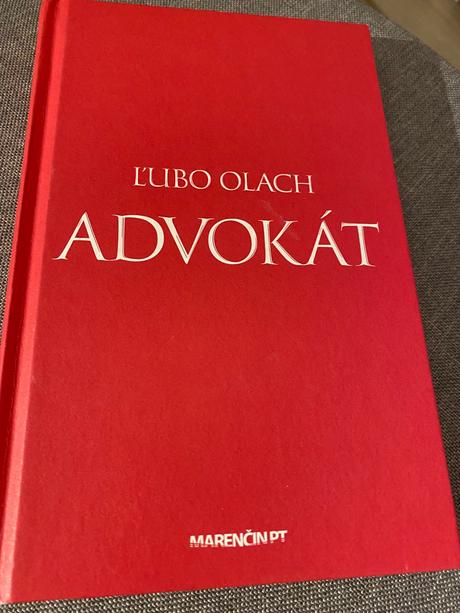 ĽUBO OLACH
ADVOKÁT
MARENČIN PT